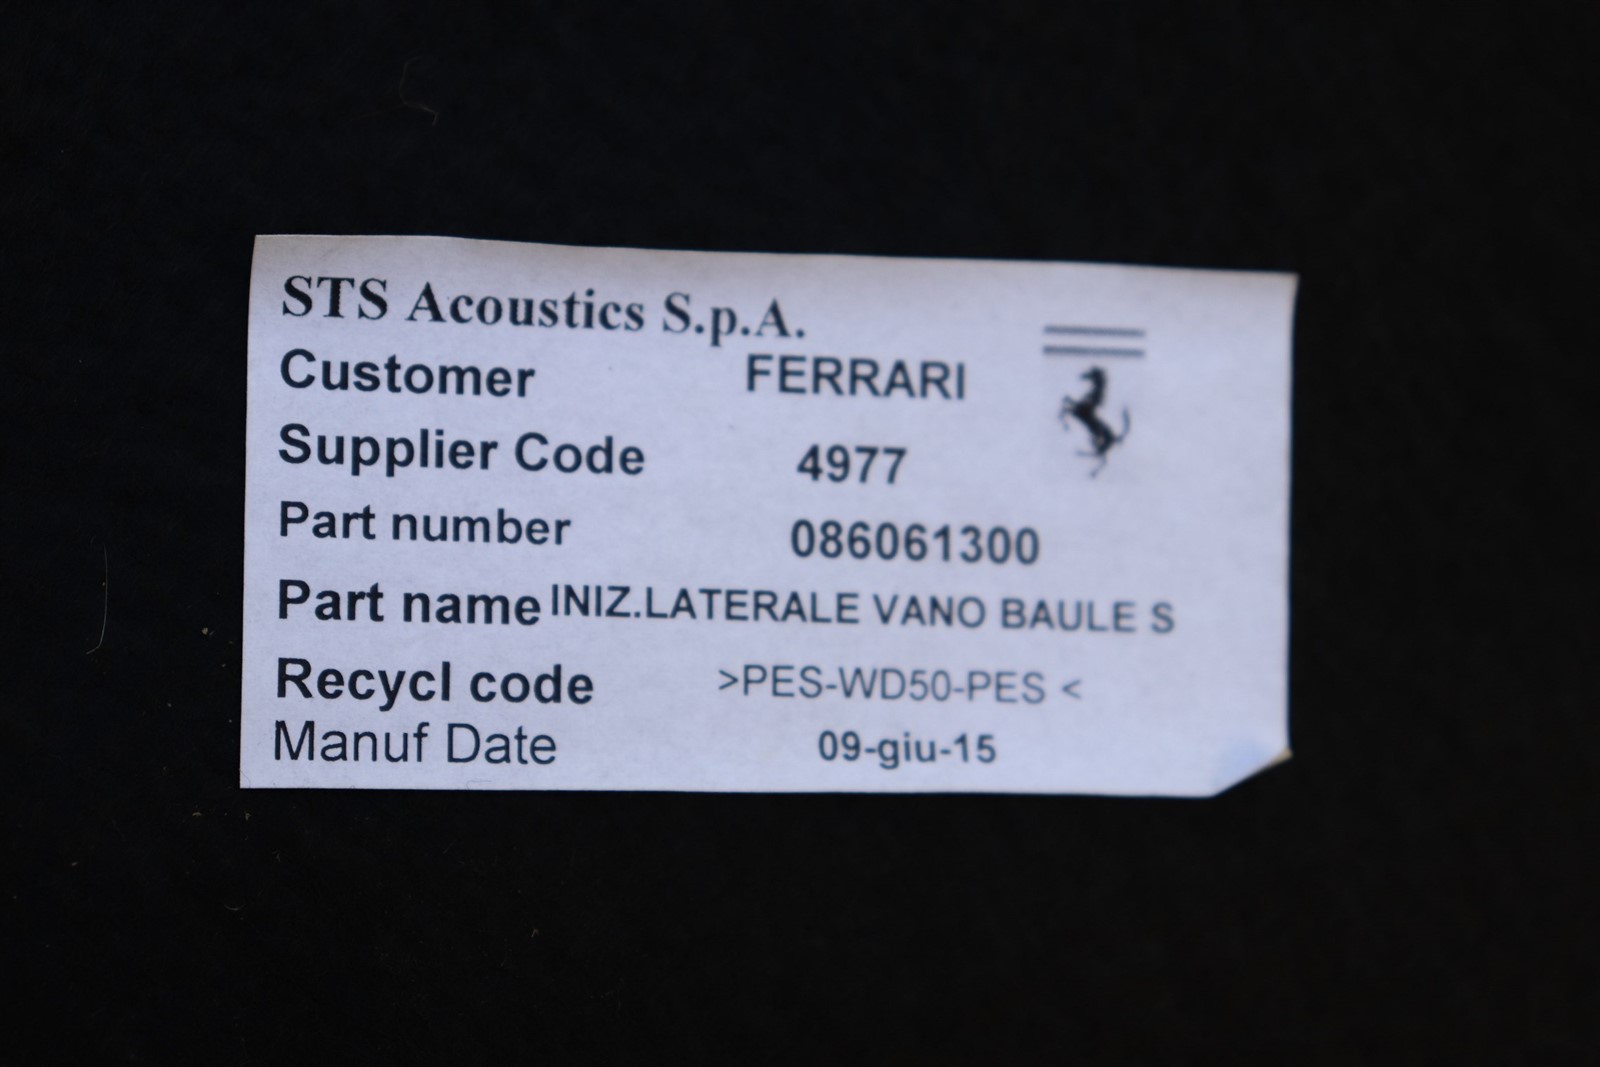 STS Acoustics S.p.A.
Customer FERRARI
Supplier Code 4977
Part number 086061300
Part name INIZ.LATERALE VANO BAULE S
Recycl code >PES-WD50-PES <
Manuf Date 09-giu-15